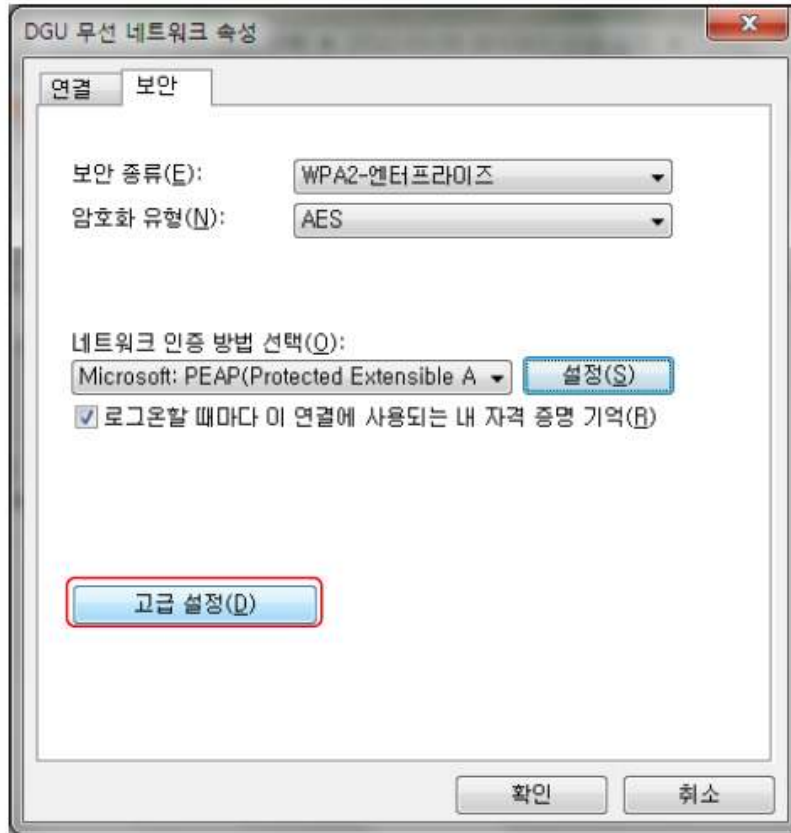 DGU 무선 네트워크 속성
연결 보안
보안 종류(E): WPA2-엔터프라이즈
암호화 유형(N): AES
네트워크 인증 방법 선택(O):
Microsoft: PEAP(Protected Extensible A 설정(S)
로그온할 때마다 이 연결에 사용되는 내 자격 증명 기억(R)
고급 설정(D)
확인 취소